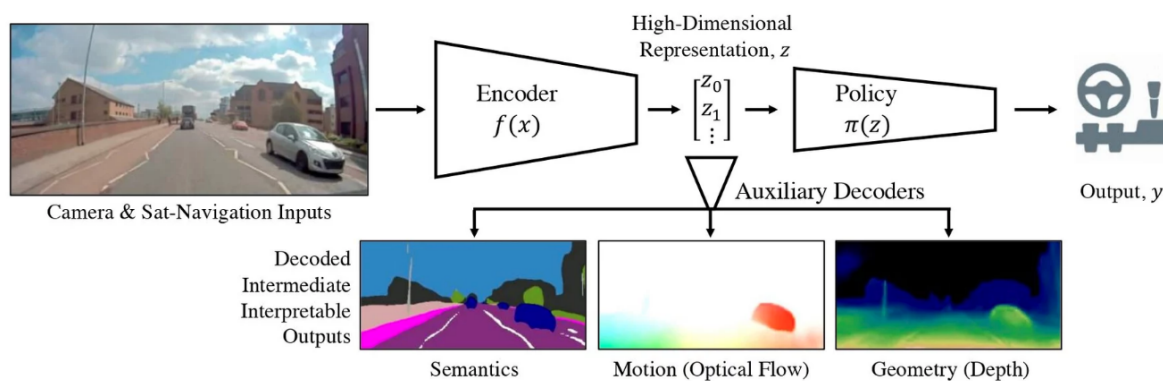 High-Dimensional
Representation, z
Encoder
f(x)
z₀
z₁
⋮
Policy
π(z)
Camera & Sat-Navigation Inputs
Auxiliary Decoders
Output, y
Decoded
Intermediate
Interpretable
Outputs
Semantics
Motion (Optical Flow)
Geometry (Depth)